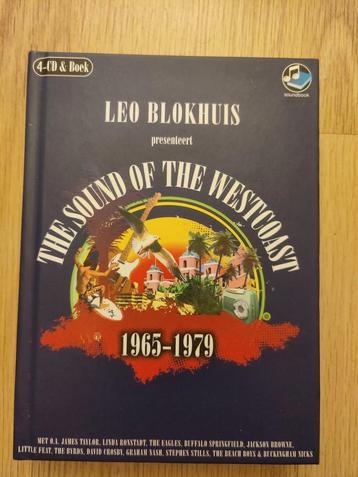 4-CD & Boek
soundbook
LEO BLOKHUIS
presenteert
THE SOUND OF THE WESTCOAST
1965-1979
MET O.A. JAMES TAYLOR, LINDA RONSTADT, THE EAGLES, BUFFALO SPRINGFIELD, JACKSON BROWNE,
LITTLE FEAT, THE BYRDS, DAVID CROSBY, GRAHAM NASH, STEPHEN STILLS, THE BEACH BOYS & BUCKINGHAM NICKS